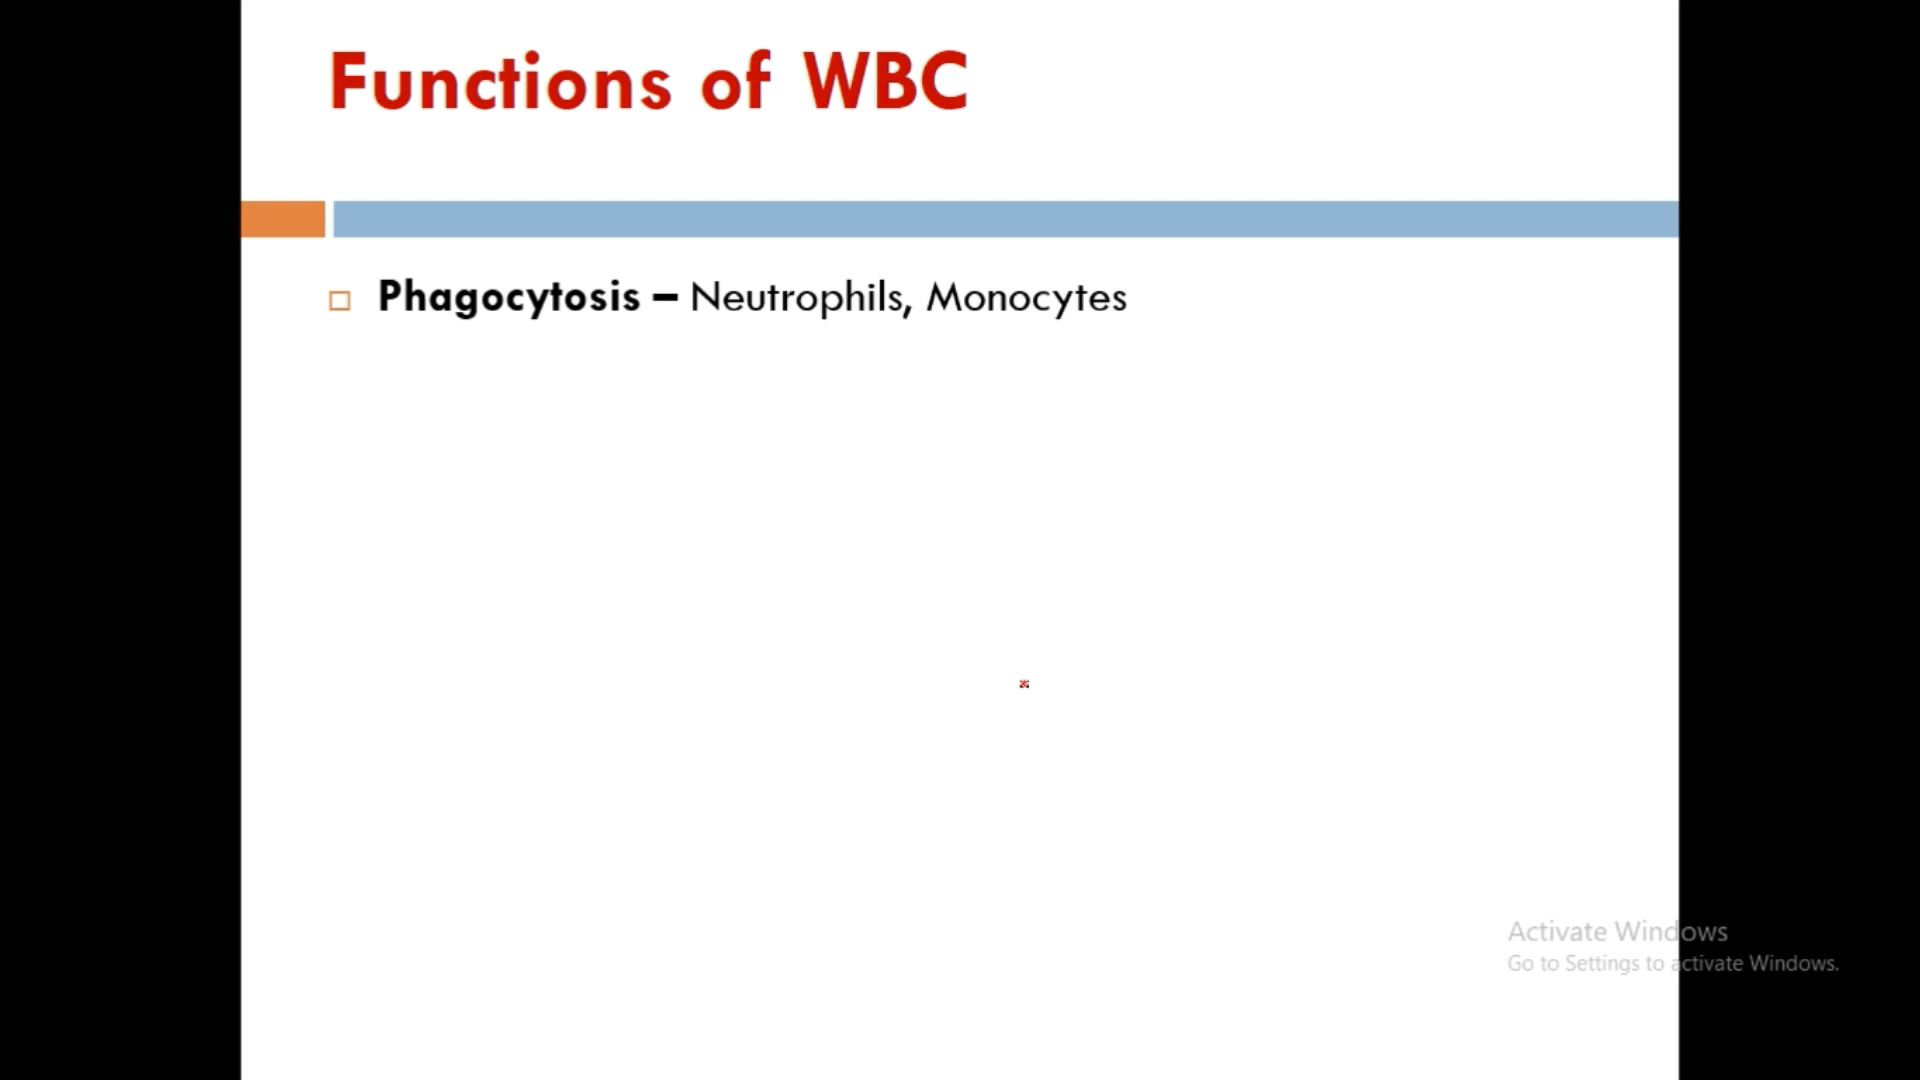 Functions of WBC
Phagocytosis – Neutrophils, Monocytes
Activate Windows
Go to Settings to activate Windows.